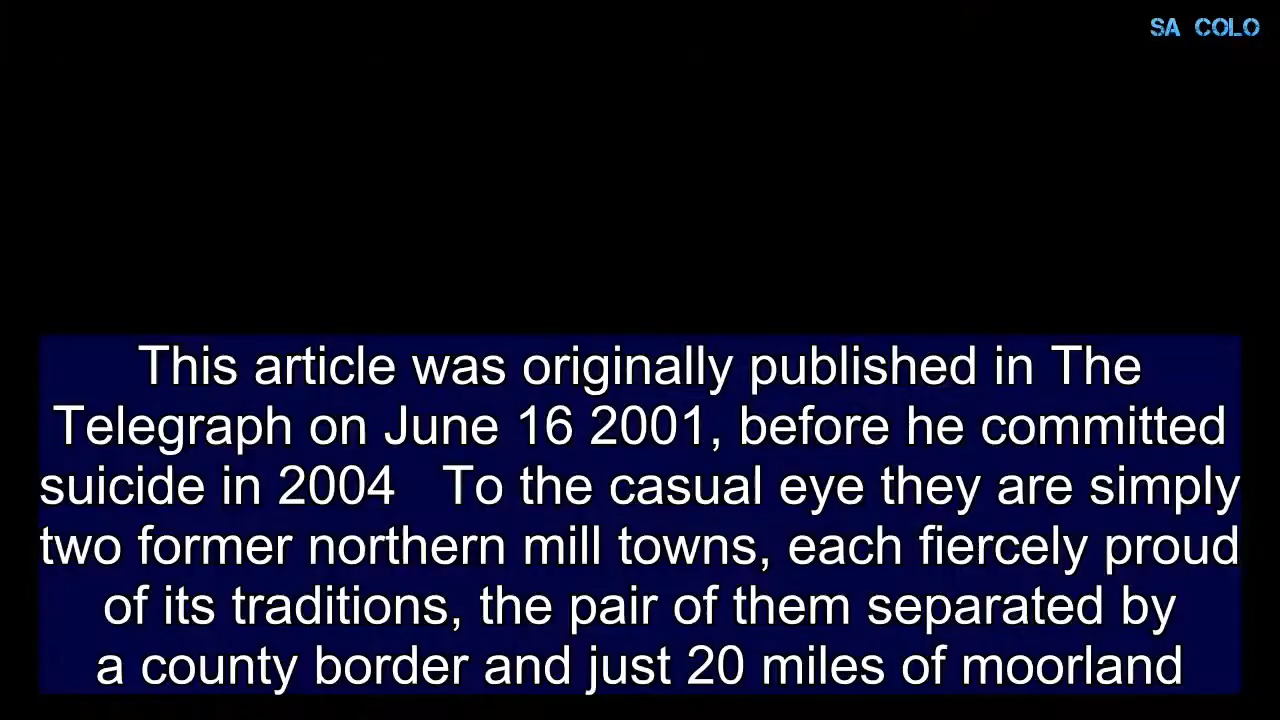 SA COLO
This article was originally published in The
Telegraph on June 16 2001, before he committed
suicide in 2004 To the casual eye they are simply
two former northern mill towns, each fiercely proud
of its traditions, the pair of them separated by
a county border and just 20 miles of moorland